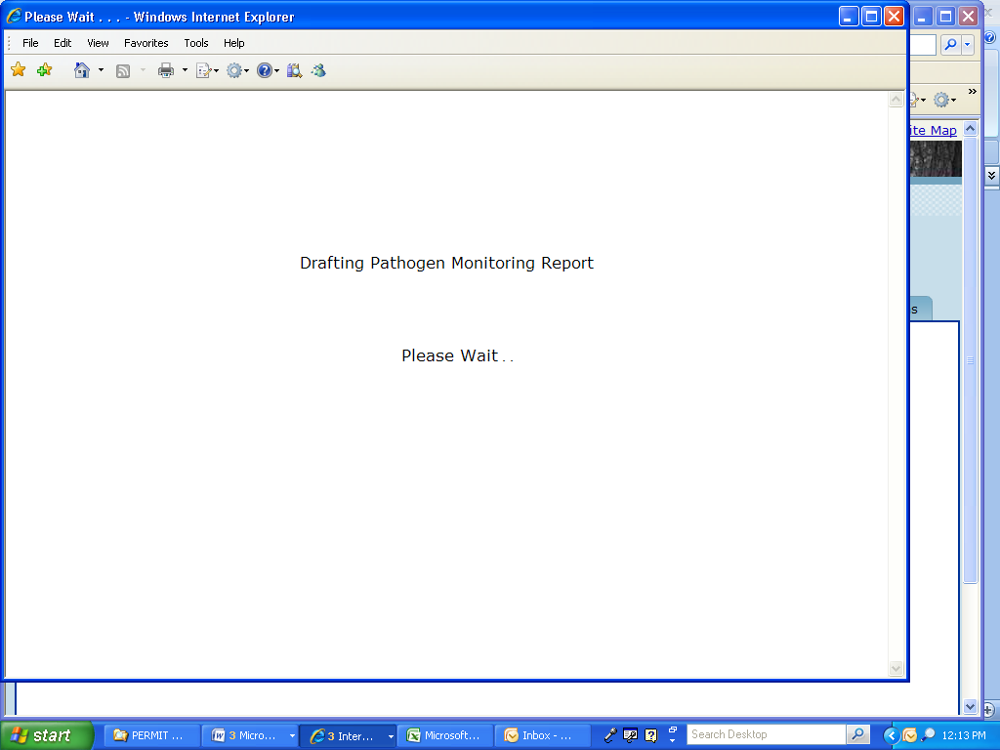 Please Wait . . . - Windows Internet Explorer
File Edit View Favorites Tools Help
ite Map
Drafting Pathogen Monitoring Report
s
Please Wait . .
start
PERMIT ...
3 Micro...
3 Inter...
Microsoft...
Inbox - ...
Search Desktop
12:13 PM